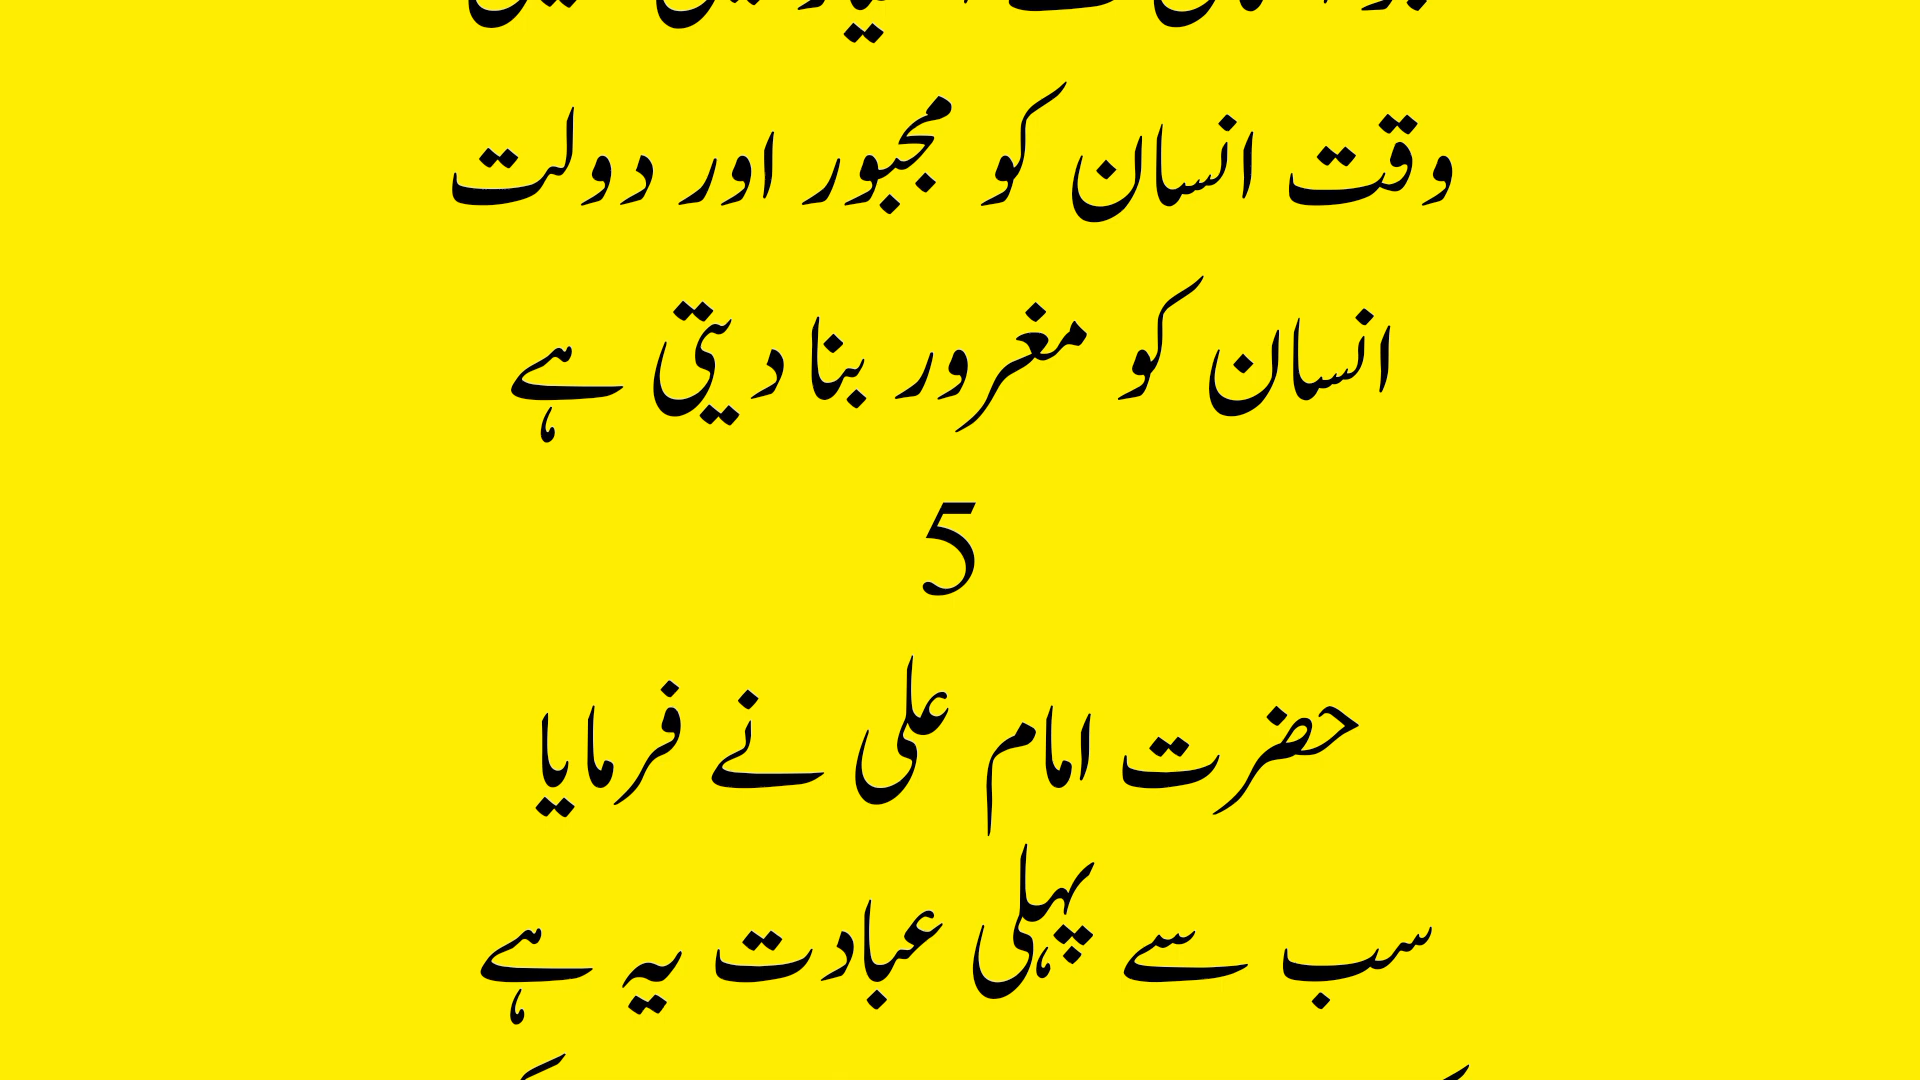 وقت انسان کو مجبور اور دولت
انسان کو مغرور بنا دیتی ہے
5
حضرت امام علی نے فرمایا
سب سے پہلی عبادت یہ ہے